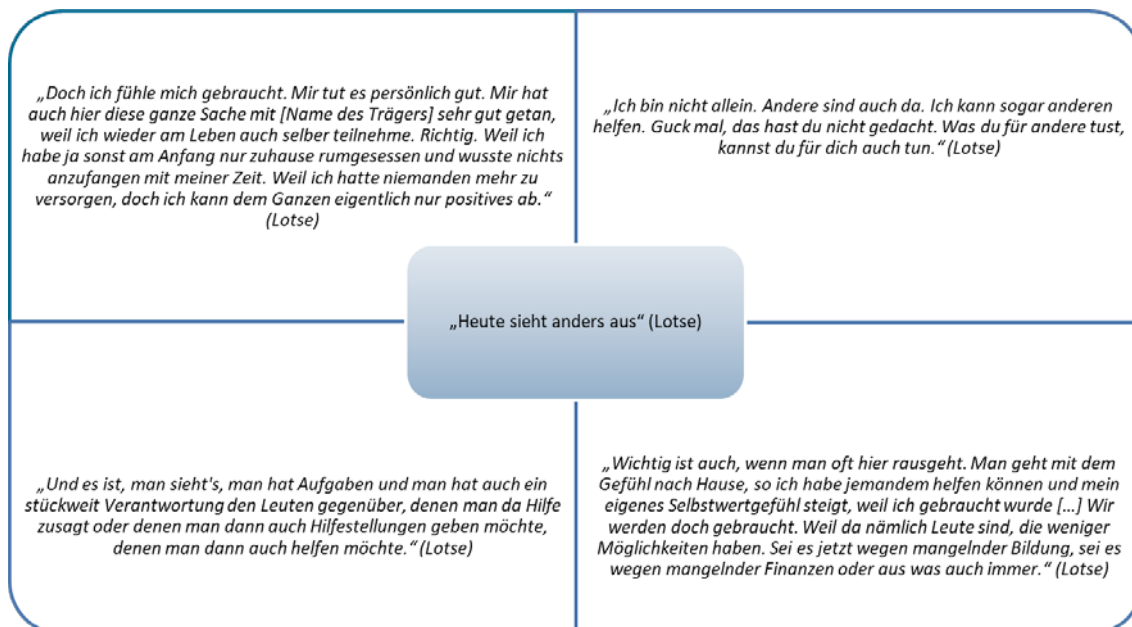 „Doch ich fühle mich gebraucht. Mir tut es persönlich gut. Mir hat
auch hier diese ganze Sache mit [Name des Trägers] sehr gut getan,
weil ich wieder am Leben auch selber teilnehme. Richtig. Weil ich
habe ja sonst am Anfang nur zuhause rumgesessen und wusste nichts
anzufangen mit meiner Zeit. Weil ich hatte niemanden mehr zu
versorgen, doch ich kann dem Ganzen eigentlich nur positives ab.“
(Lotse)
„Ich bin nicht allein. Andere sind auch da. Ich kann sogar anderen
helfen. Guck mal, das hast du nicht gedacht. Was du für andere tust,
kannst du für dich auch tun.“ (Lotse)
„Heute sieht anders aus“ (Lotse)
„Und es ist, man sieht's, man hat Aufgaben und man hat auch ein
stückweit Verantwortung den Leuten gegenüber, denen man da Hilfe
zusagt oder denen man dann auch Hilfestellungen geben möchte,
denen man dann auch helfen möchte.“ (Lotse)
„Wichtig ist auch, wenn man oft hier rausgeht. Man geht mit dem
Gefühl nach Hause, so ich habe jemandem helfen können und mein
eigenes Selbstwertgefühl steigt, weil ich gebraucht wurde […] Wir
werden doch gebraucht. Weil da nämlich Leute sind, die weniger
Möglichkeiten haben. Sei es jetzt wegen mangelnder Bildung, sei es
wegen mangelnder Finanzen oder aus was auch immer.“ (Lotse)